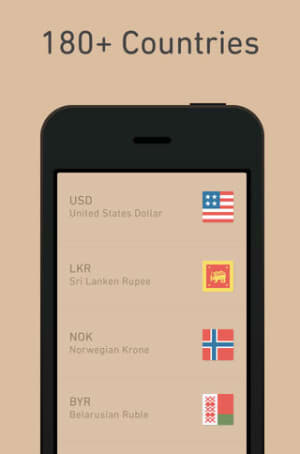 180+ Countries
USD
United States Dollar
LKR
Sri Lanken Rupee
NOK
Norwegian Krone
BYR
Belarusian Ruble